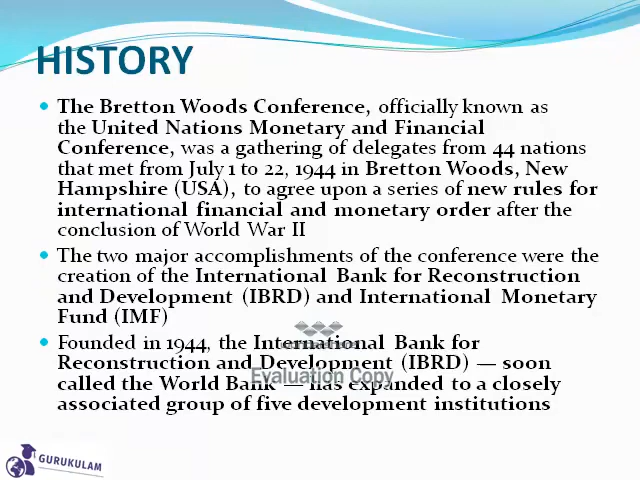 HISTORY
The Bretton Woods Conference, officially known as
the United Nations Monetary and Financial
Conference, was a gathering of delegates from 44 nations
that met from July 1 to 22, 1944 in Bretton Woods, New
Hampshire (USA), to agree upon a series of new rules for
international financial and monetary order after the
conclusion of World War II
The two major accomplishments of the conference were the
creation of the International Bank for Reconstruction
and Development (IBRD) and International Monetary
Fund (IMF)
Founded in 1944, the International Bank for
Reconstruction and Development (IBRD) — soon
called the World Bank — has expanded to a closely
associated group of five development institutions
Evaluation Copy
GURUKULAM